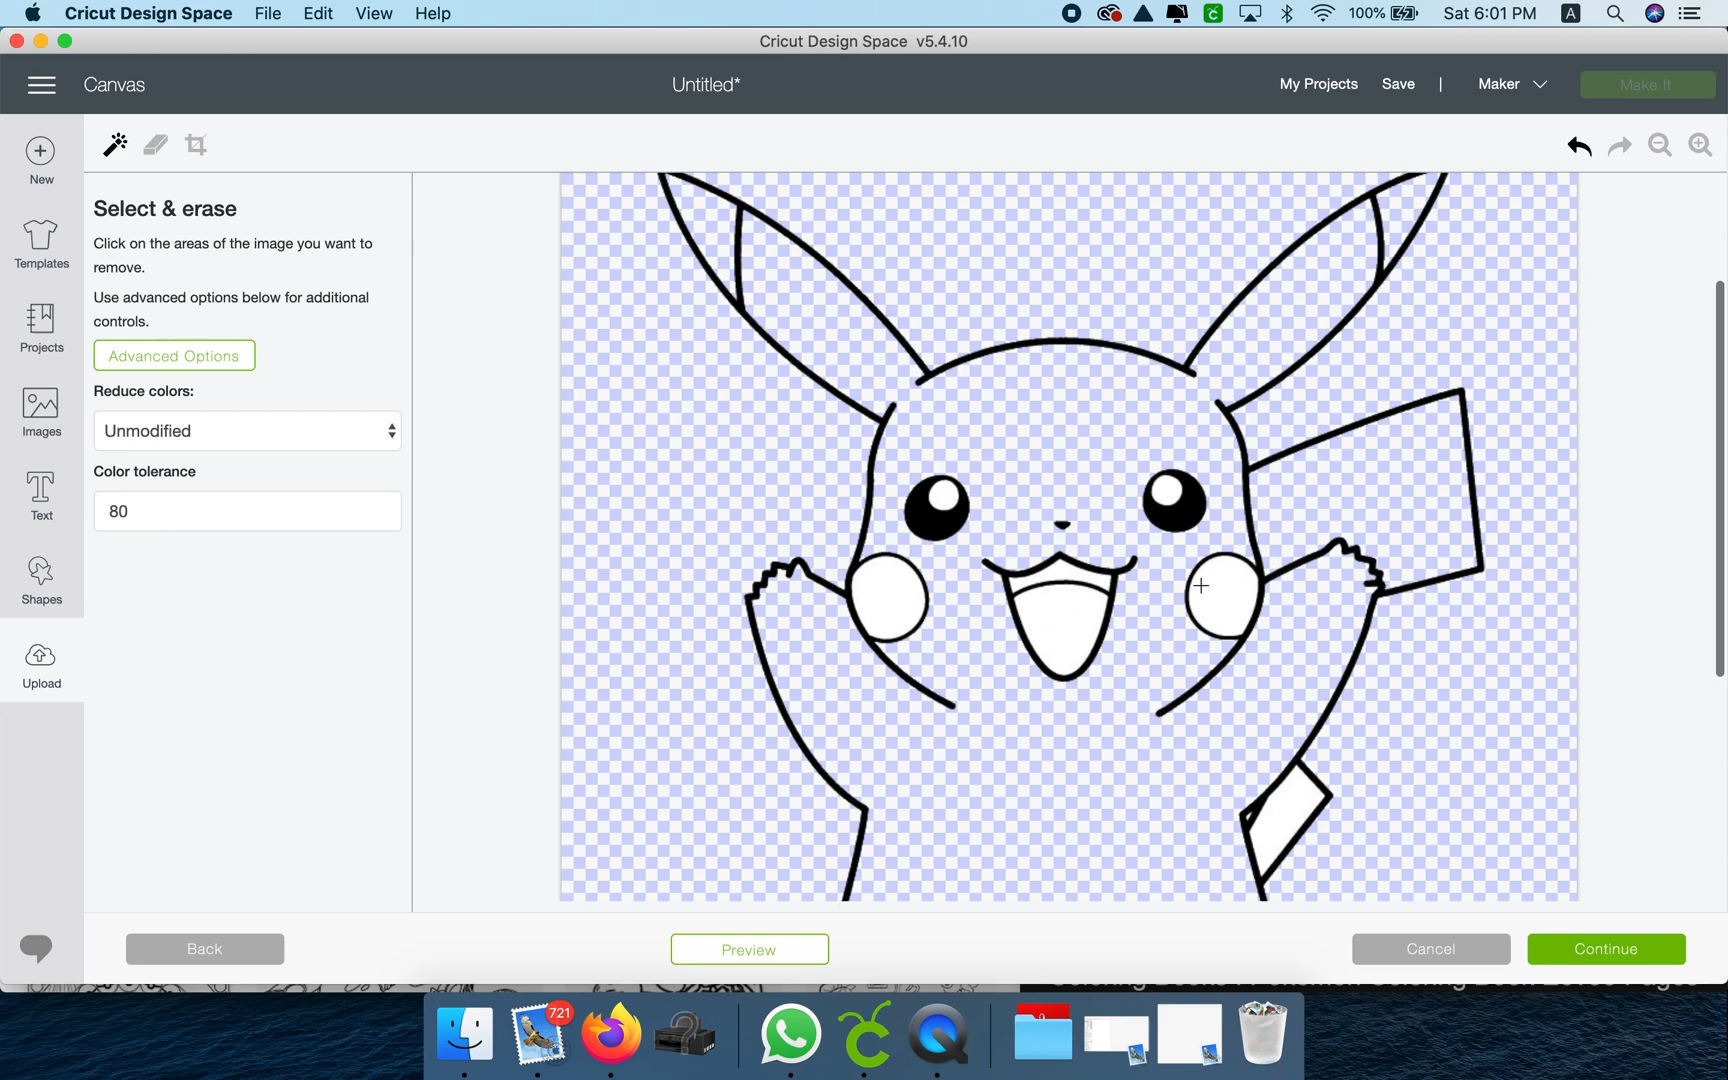 Cricut Design Space File Edit View Help 100% Sat 6:01 PM A
Cricut Design Space v5.4.10
Canvas Untitled* My Projects Save | Maker Make It
New
Templates
Projects
Images
Text
Shapes
Upload
Select & erase
Click on the areas of the image you want to
remove.
Use advanced options below for additional
controls.
Advanced Options
Reduce colors:
Unmodified
Color tolerance
80
Back Preview Cancel Continue
721